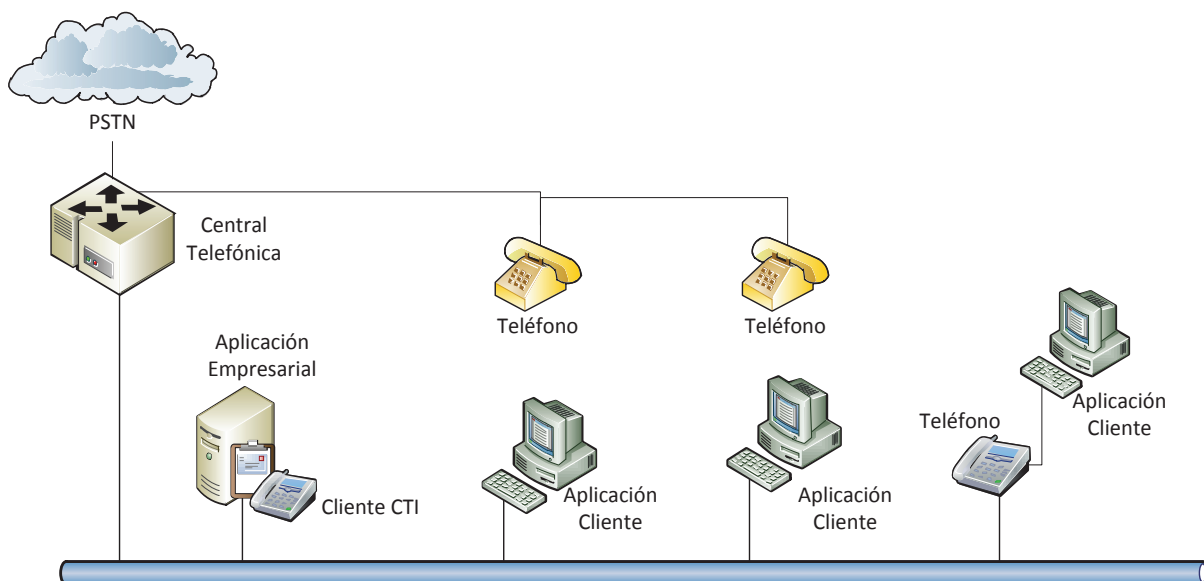 PSTN
Central
Telefónica
Teléfono
Teléfono
Aplicación
Empresarial
Cliente CTI
Aplicación
Cliente
Aplicación
Cliente
Teléfono
Aplicación
Cliente